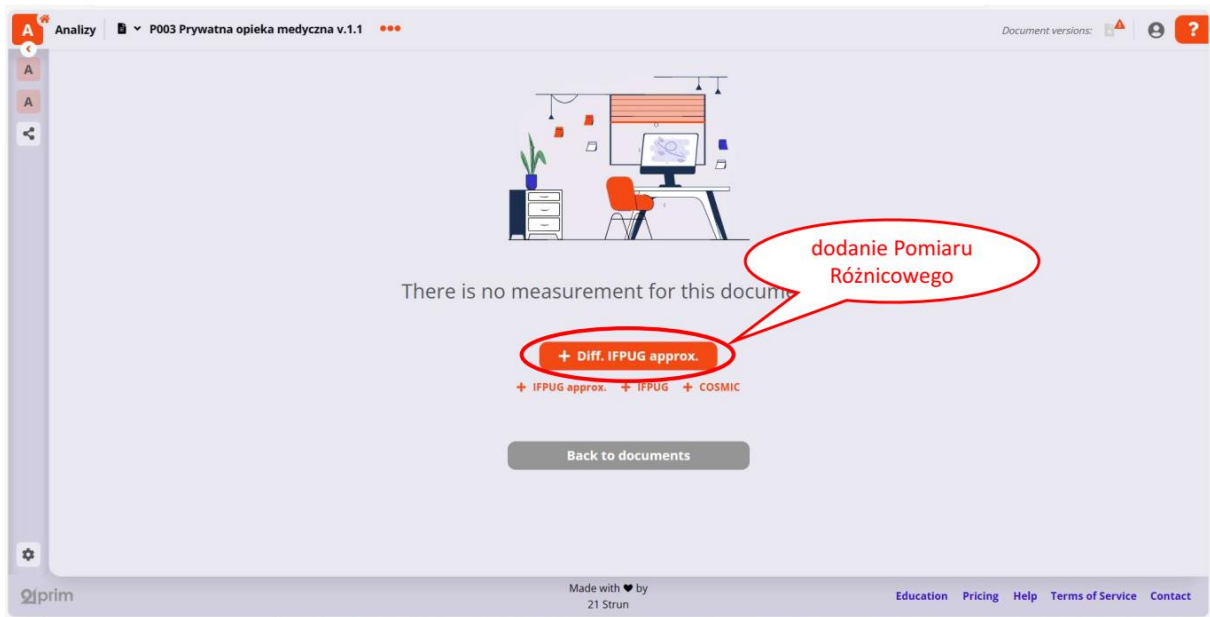 A Analizy P003 Prywatna opieka medyczna v.1.1 Document versions: ?
A
A
dodanie Pomiaru
Różnicowego
There is no measurement for this docume
+ Diff. IFPUG approx.
+ IFPUG approx. + IFPUG + COSMIC
Back to documents
21prim
Made with ♥ by
21 Strun
Education Pricing Help Terms of Service Contact